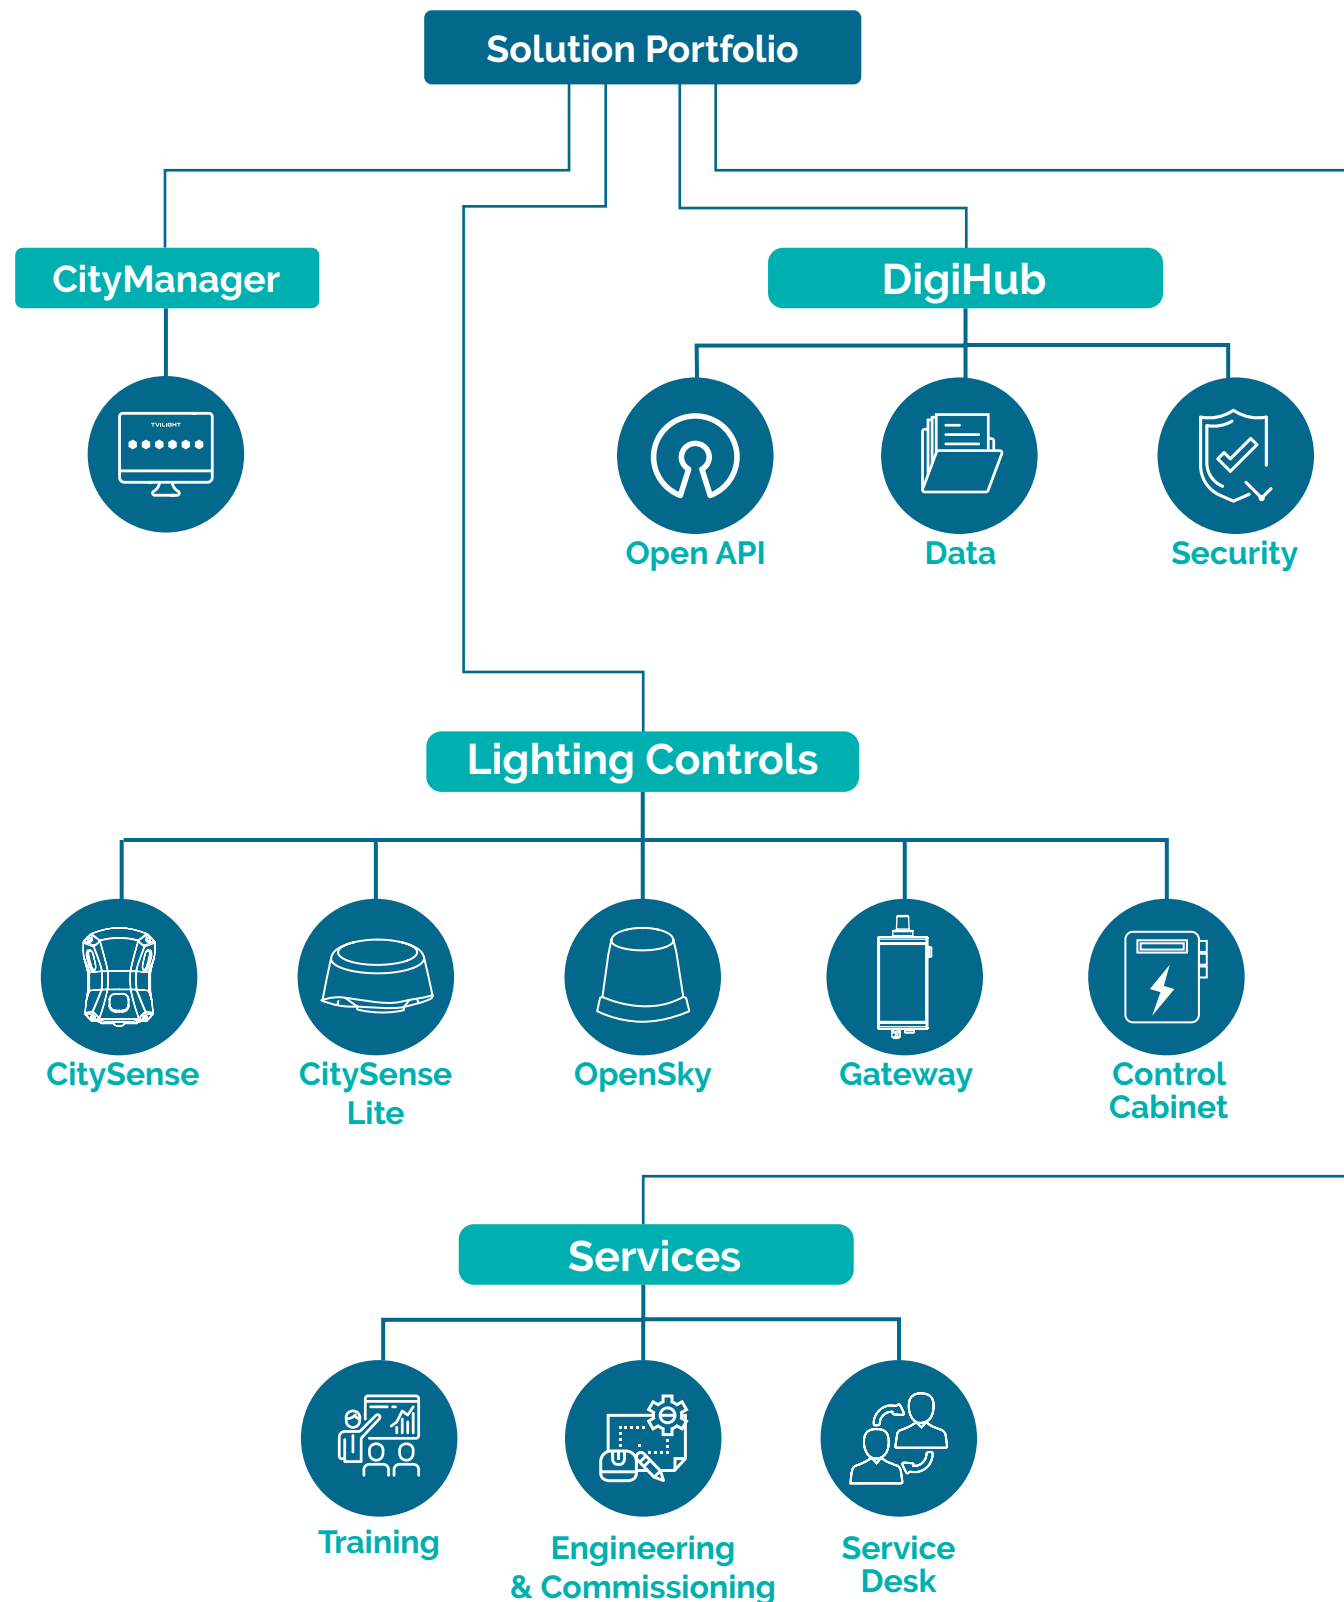 Solution Portfolio
CityManager
DigiHub
TVILIGHT
Open API
Data
Security
Lighting Controls
CitySense
CitySense
Lite
OpenSky
Gateway
Control
Cabinet
Services
Training
Engineering
& Commissioning
Service
Desk